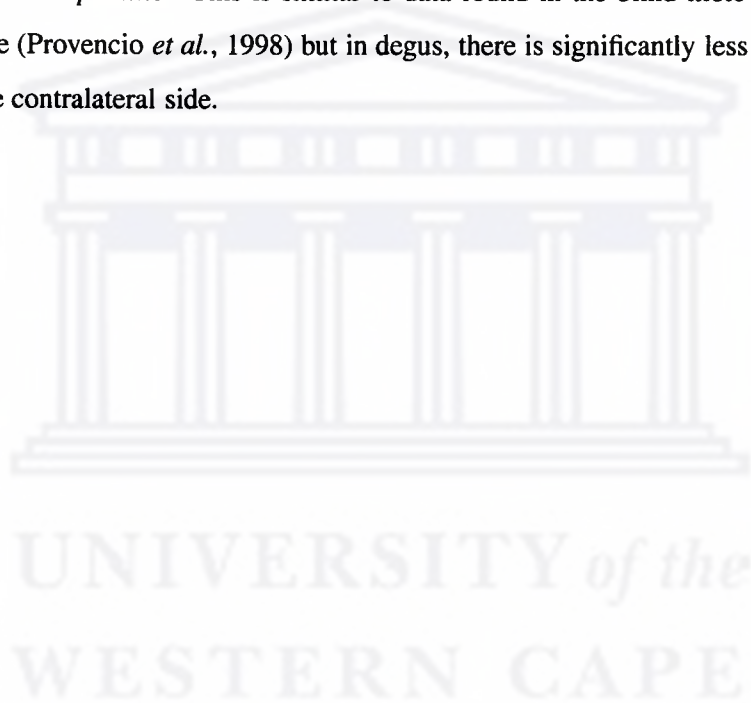 e (Provencio et al., 1998) but in degus, there is significantly less
e contralateral side.
UNIVERSITY of the
WESTERN CAPE